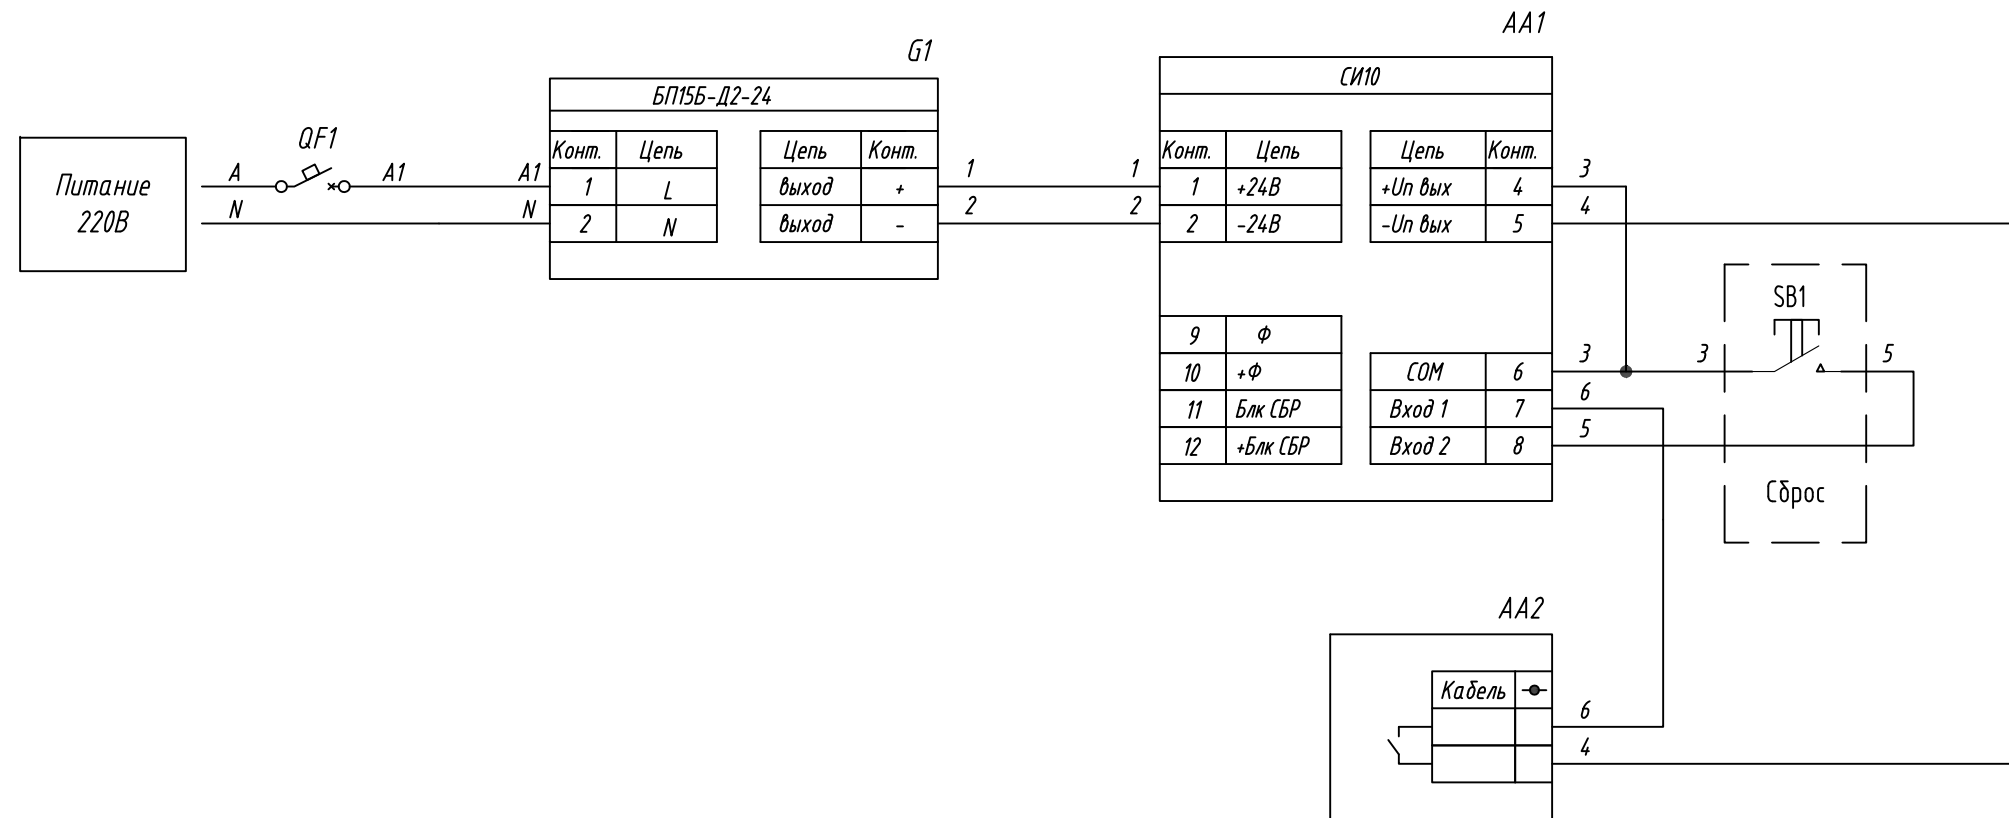 AA1
G1
СИ10
БП15Б-Д2-24
QF1
Конт. Цепь Цепь Конт.
Конт. Цепь Цепь Конт.
Питание
220В
A A1 A1 1 L выход + 1 1 1 +24В +Uп вых 4 3
N N 2 N выход - 2 2 2 -24В -Uп вых 5 4
SB1
9 Ф
10 +Ф COM 6 3 3 5
11 Блк СБР Вход 1 7 6
12 +Блк СБР Вход 2 8 5
Сброс
AA2
Кабель
6
4